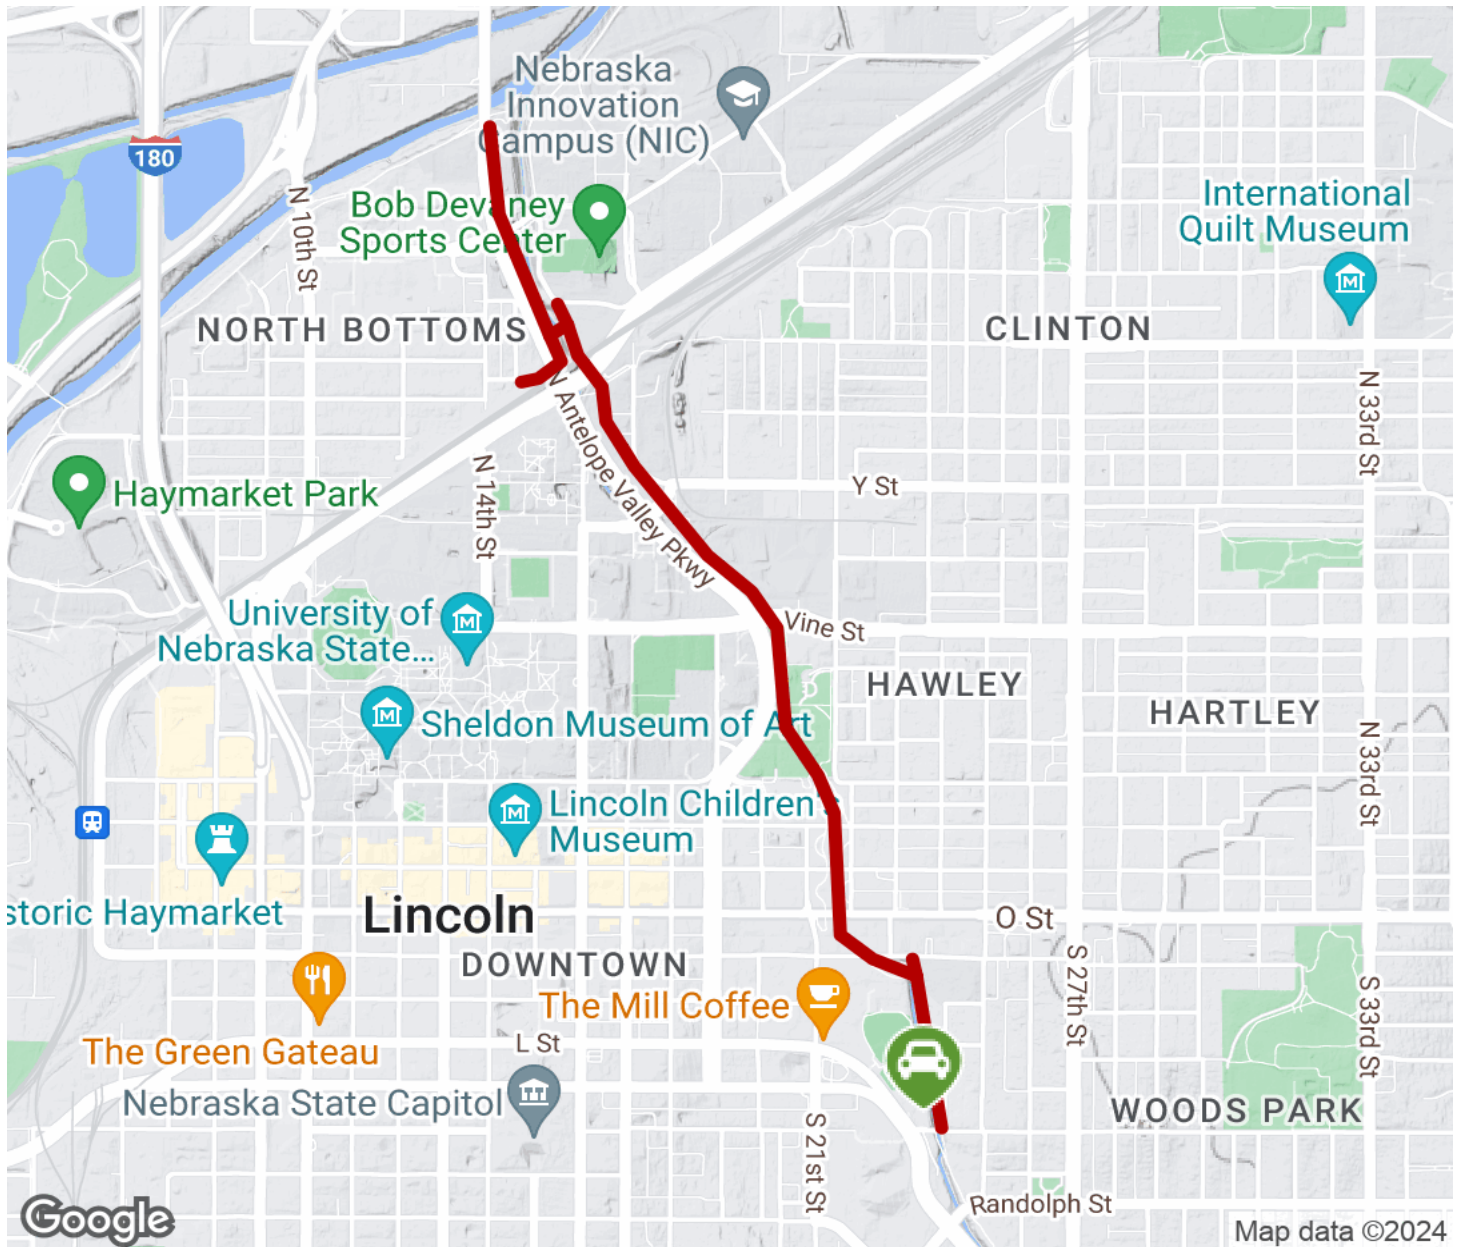 Nebraska
Innovation
Campus (NIC)
180
International
Quilt Museum
N 10th St
Bob Devaney
Sports Center
NORTH BOTTOMS
CLINTON
N 33rd St
N Antelope Valley Pkwy
Haymarket Park
N 14th St
Y St
University of
Nebraska State...
Vine St
HAWLEY
HARTLEY
Sheldon Museum of Art
N 33rd St
Lincoln Children's
Museum
storic Haymarket
Lincoln
O St
DOWNTOWN
S 27th St
S 33rd St
The Mill Coffee
The Green Gateau
L St
Nebraska State Capitol
WOODS PARK
S 21st St
Randolph St
Google
Map data ©2024